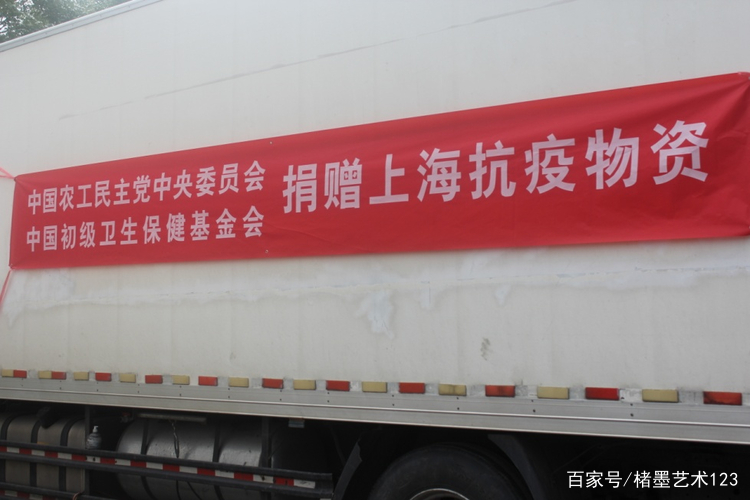 中国农工民主党中央委员会
中国初级卫生保健基金会
捐赠上海抗疫物资
百家号/楮墨艺术123